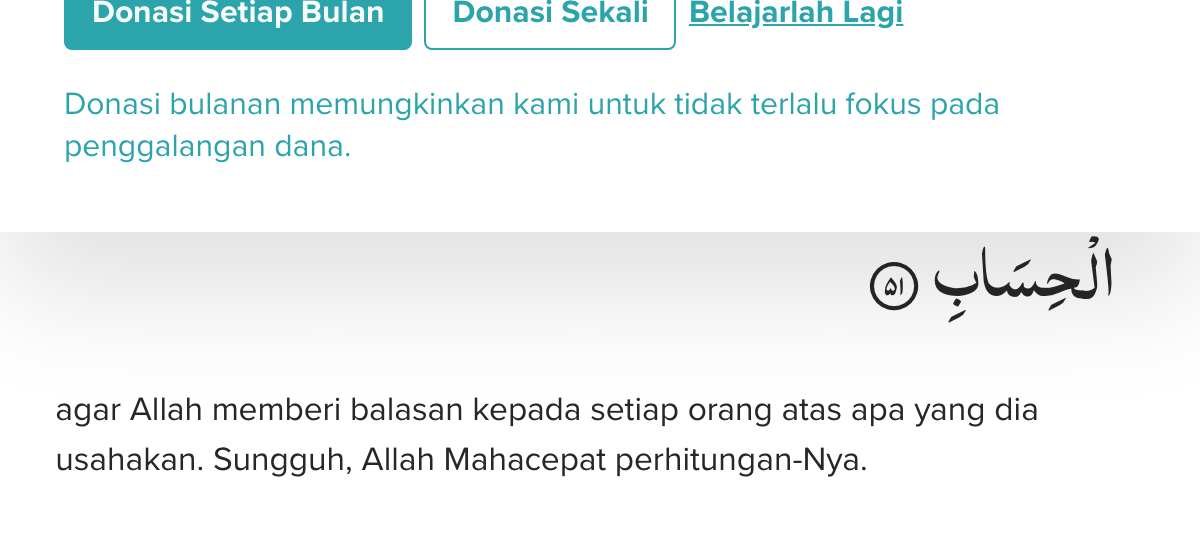 Donasi Setiap Bulan Donasi Sekali Belajarlah Lagi
Donasi bulanan memungkinkan kami untuk tidak terlalu fokus pada
penggalangan dana.
الْحِسَابِ ۵۱
agar Allah memberi balasan kepada setiap orang atas apa yang dia
usahakan. Sungguh, Allah Mahacepat perhitungan-Nya.